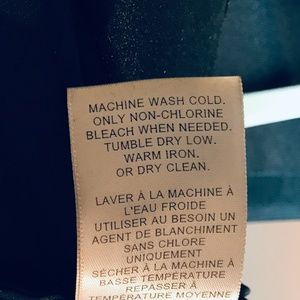 MACHINE WASH COLD.
ONLY NON-CHLORINE
BLEACH WHEN NEEDED.
TUMBLE DRY LOW.
WARM IRON.
OR DRY CLEAN.
LAVER À LA MACHINE À
L'EAU FROIDE
UTILISER AU BESOIN UN
AGENT DE BLANCHIMENT
SANS CHLORE
UNIQUEMENT
SÉCHER À LA MACHINE À
BASSE TEMPÉRATURE
REPASSER À
TEMPÉRATURE MOYENNE